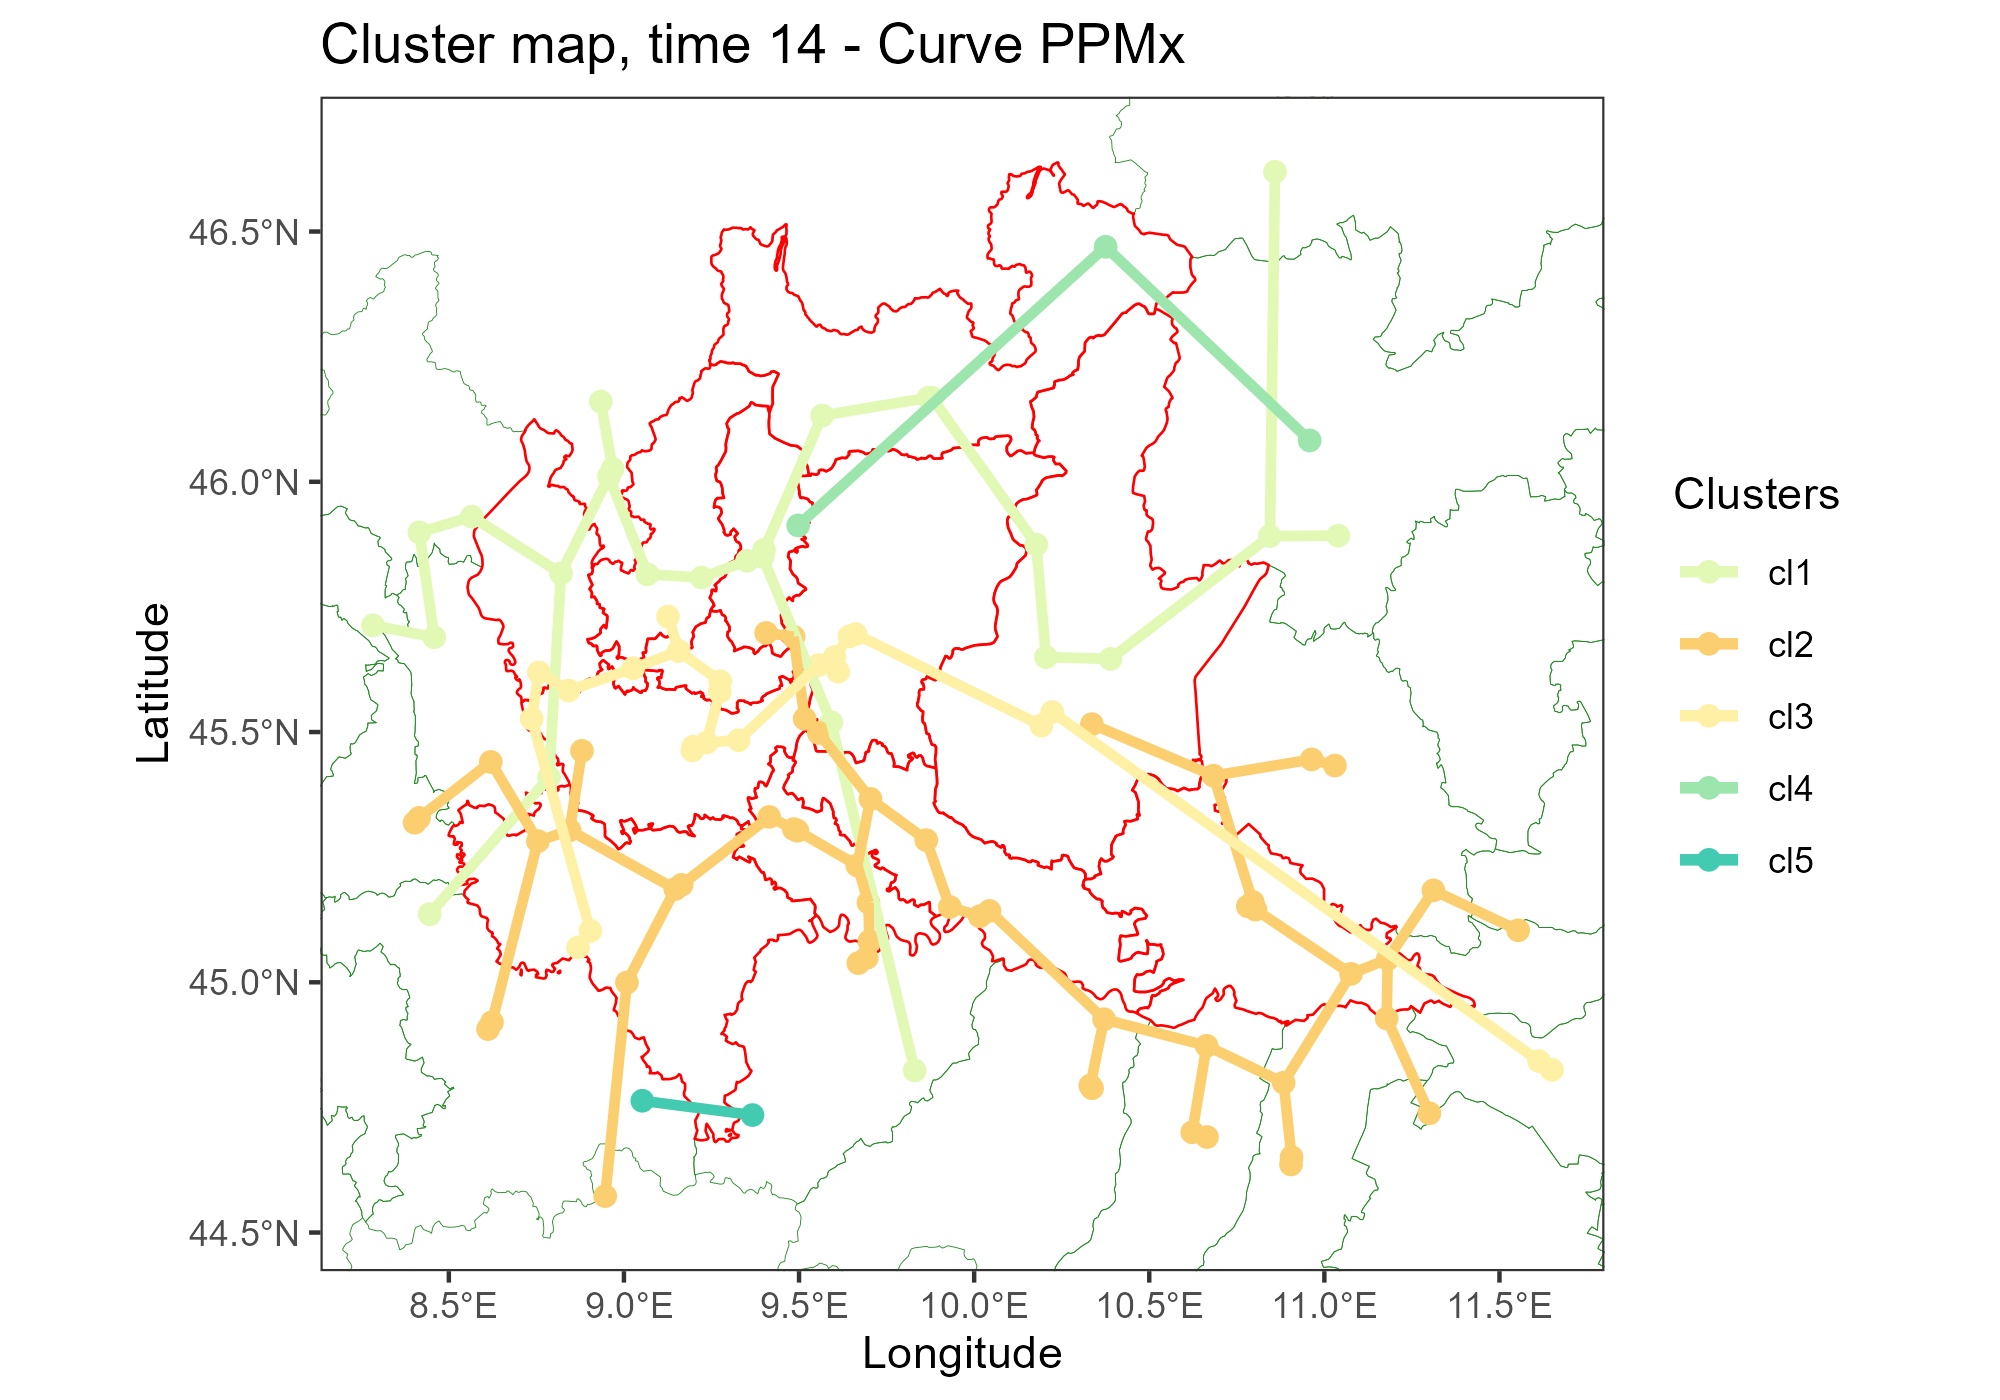 Cluster map, time 14 - Curve PPMx
46.5°N
46.0°N
45.5°N
45.0°N
44.5°N
Latitude
8.5°E
9.0°E
9.5°E
10.0°E
10.5°E
11.0°E
11.5°E
Longitude
Clusters
cl1
cl2
cl3
cl4
cl5